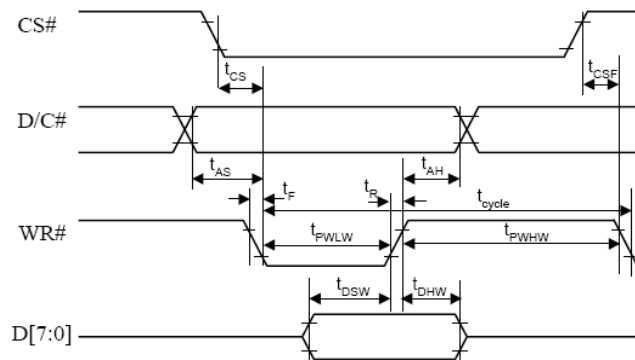 CS#
tCS
tCSF
D/C#
tAS
tF
tR
tAH
tcycle
WR#
tPWLW
tPWHW
tDSW
tDHW
D[7:0]